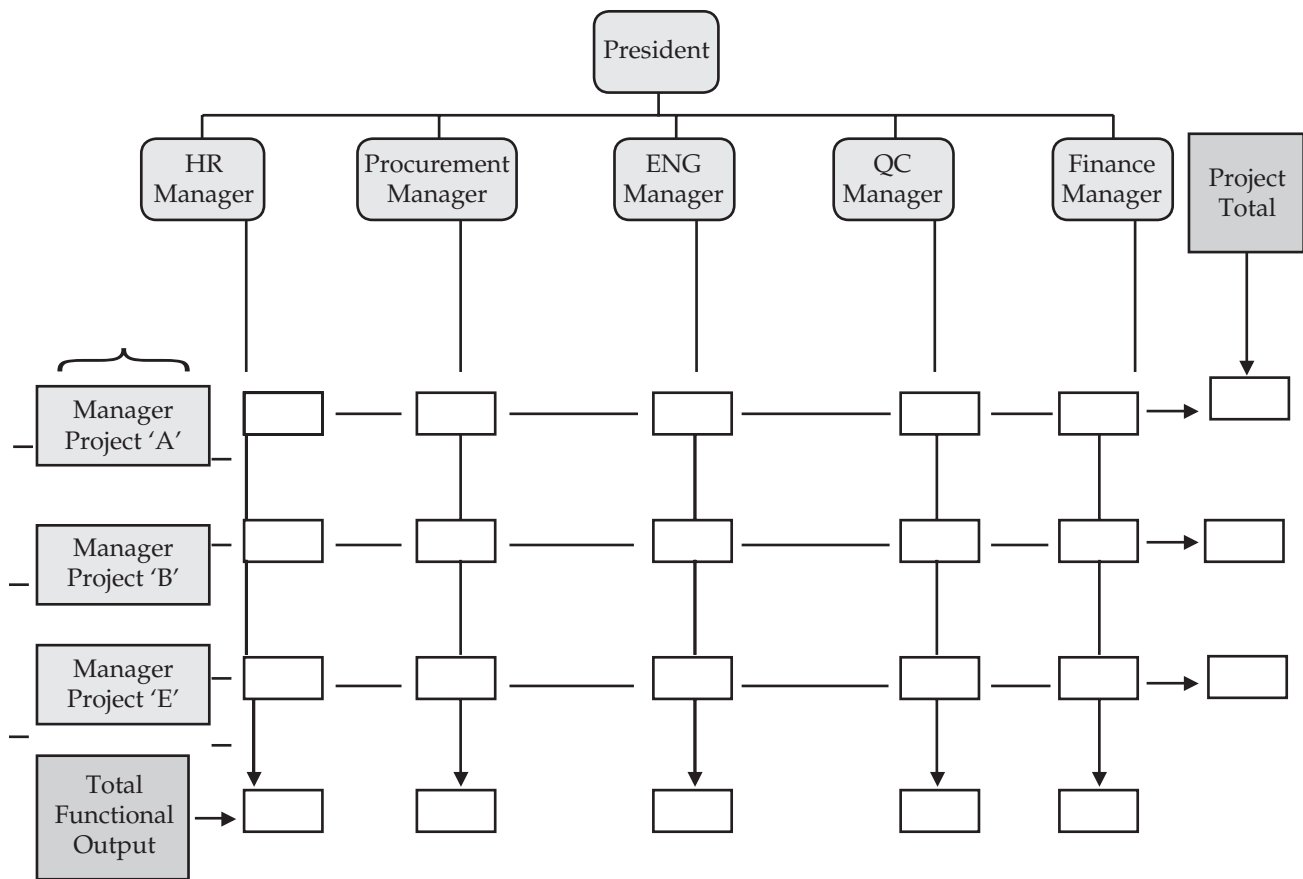 President
HR
Manager
Procurement
Manager
ENG
Manager
QC
Manager
Finance
Manager
Project
Total
Manager
Project ‘A’
Manager
Project ‘B’
Manager
Project ‘E’
Total
Functional
Output